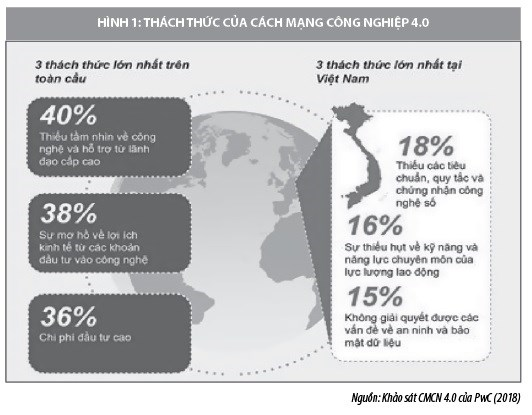 HÌNH 1: THÁCH THỨC CỦA CÁCH MẠNG CÔNG NGHIỆP 4.0
3 thách thức lớn nhất trên
toàn cầu
40%
Thiếu tầm nhìn về công
nghệ và hỗ trợ từ lãnh
đạo cấp cao
38%
Sự mơ hồ về lợi ích
kinh tế từ các khoản
đầu tư vào công nghệ
36%
Chi phí đầu tư cao
3 thách thức lớn nhất tại
Việt Nam
18%
Thiếu các tiêu
chuẩn, quy tắc và
chứng nhận công
nghệ số
16%
Sự thiếu hụt về kỹ năng và
năng lực chuyên môn của
lực lượng lao động
15%
Không giải quyết được các
vấn đề về an ninh và bảo
mật dữ liệu
Nguồn: Khảo sát CMCN 4.0 của PwC (2018)